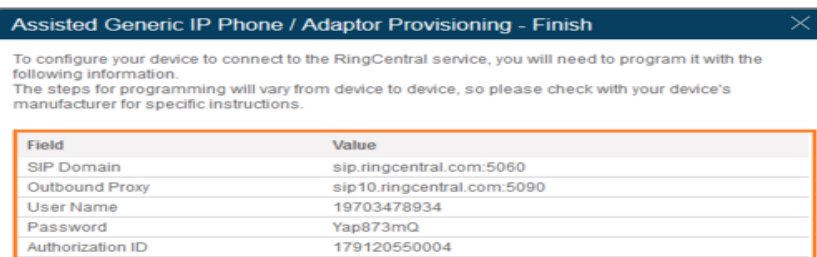 Assisted Generic IP Phone / Adaptor Provisioning - Finish
To configure your device to connect to the RingCentral service, you will need to program it with the
following information.
The steps for programming will vary from device to device, so please check with your device's
manufacturer for specific instructions.
Field Value
SIP Domain sip.ringcentral.com:5060
Outbound Proxy sip10.ringcentral.com:5090
User Name 19703478934
Password Yap873mQ
Authorization ID 179120550004